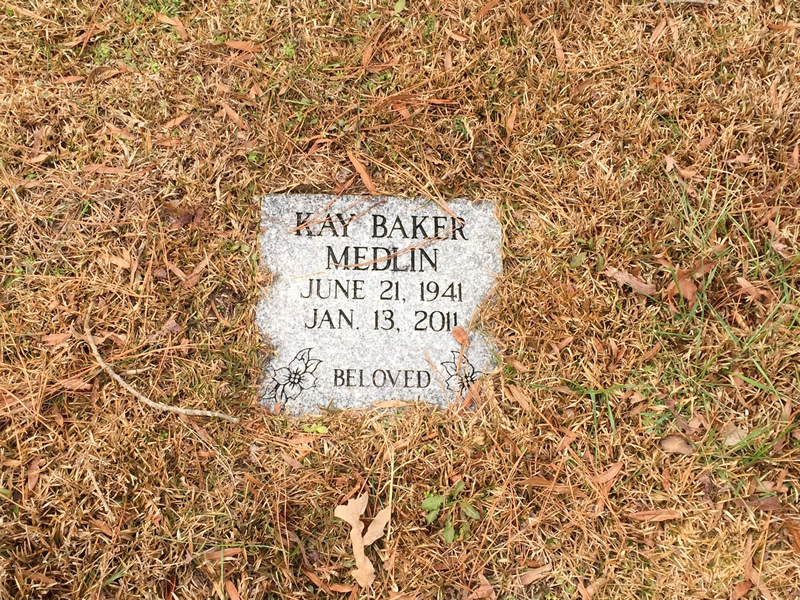 KAY BAKER
MEDLIN
JUNE 21, 1941
JAN. 13, 2011
BELOVED